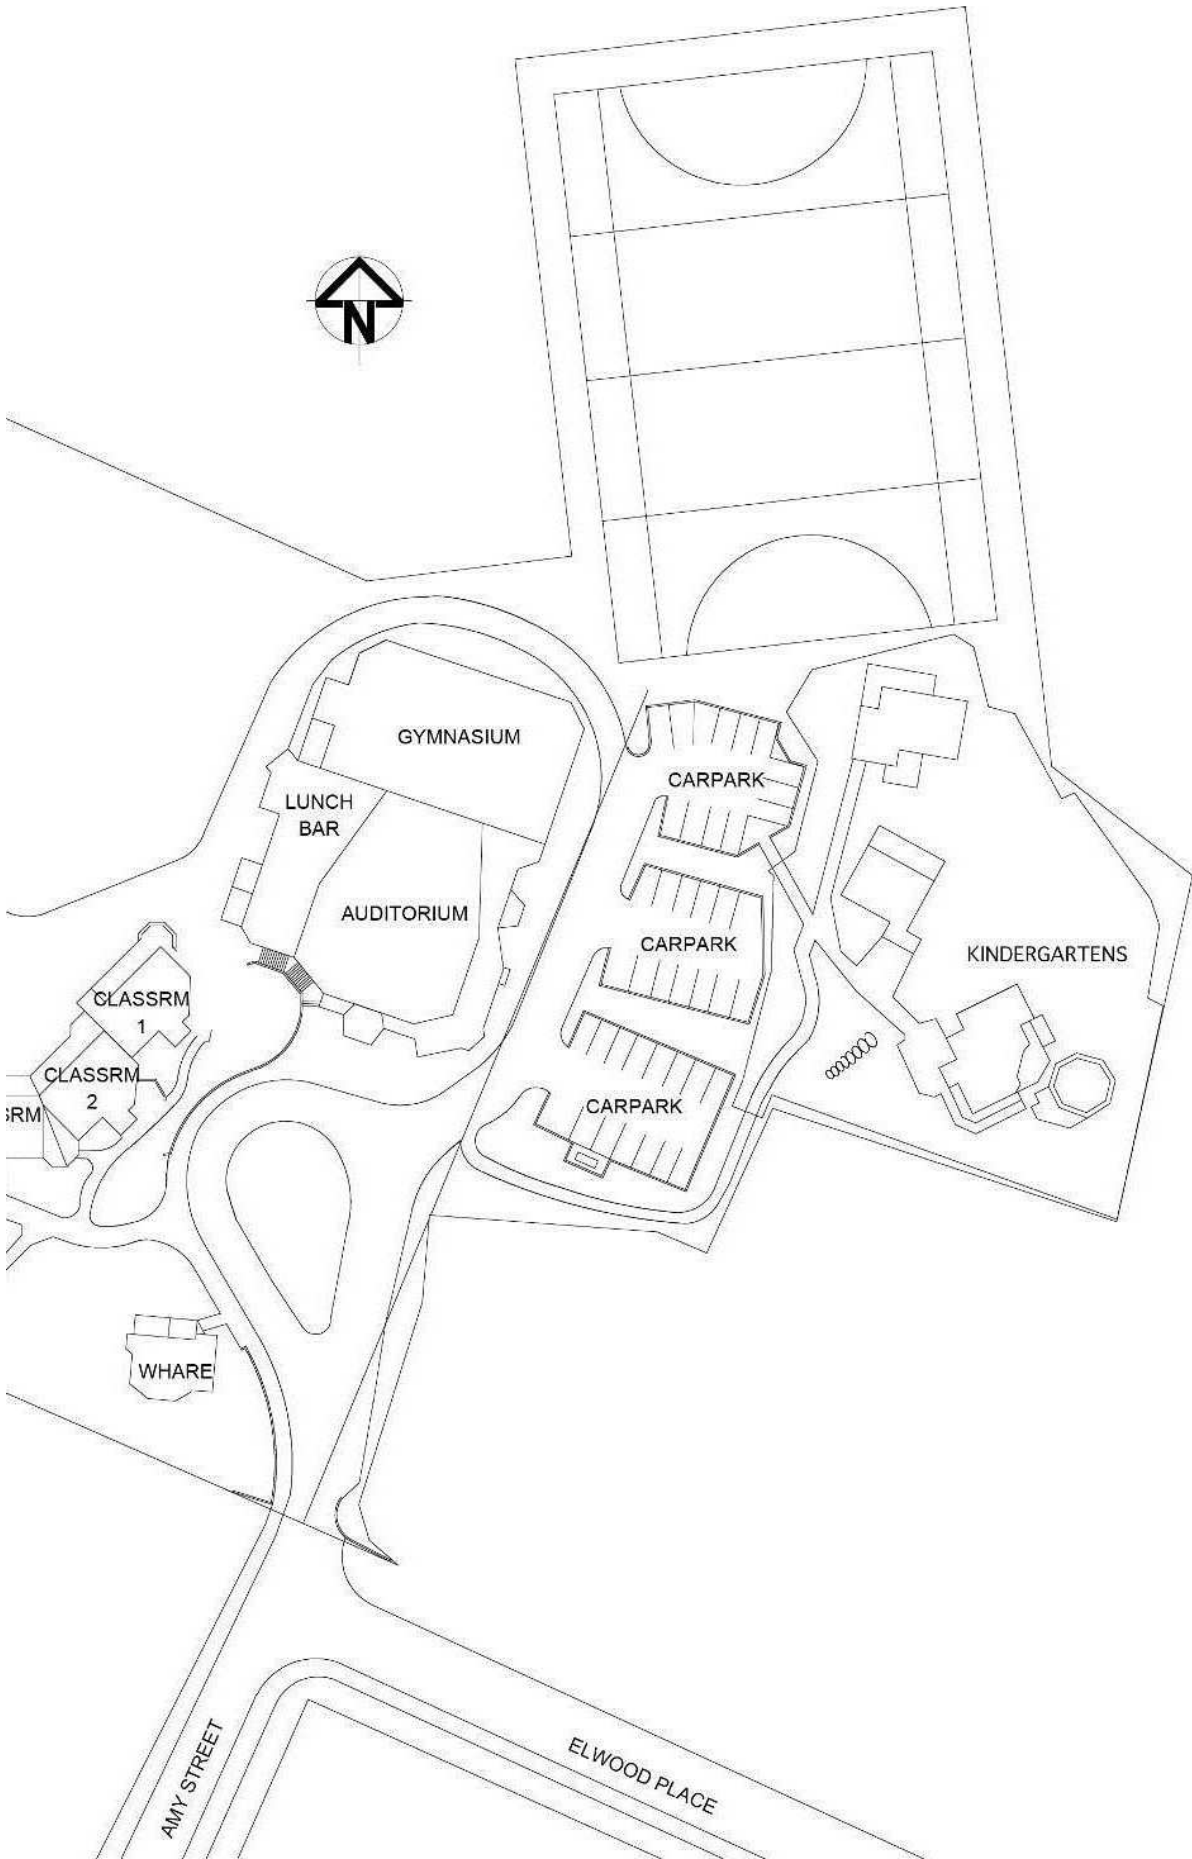 N
GYMNASIUM
CARPARK
LUNCH
BAR
AUDITORIUM
CARPARK
KINDERGARTENS
CLASSRM
1
CLASSRM
2
SRM
CARPARK
WHARE
AMY STREET
ELWOOD PLACE